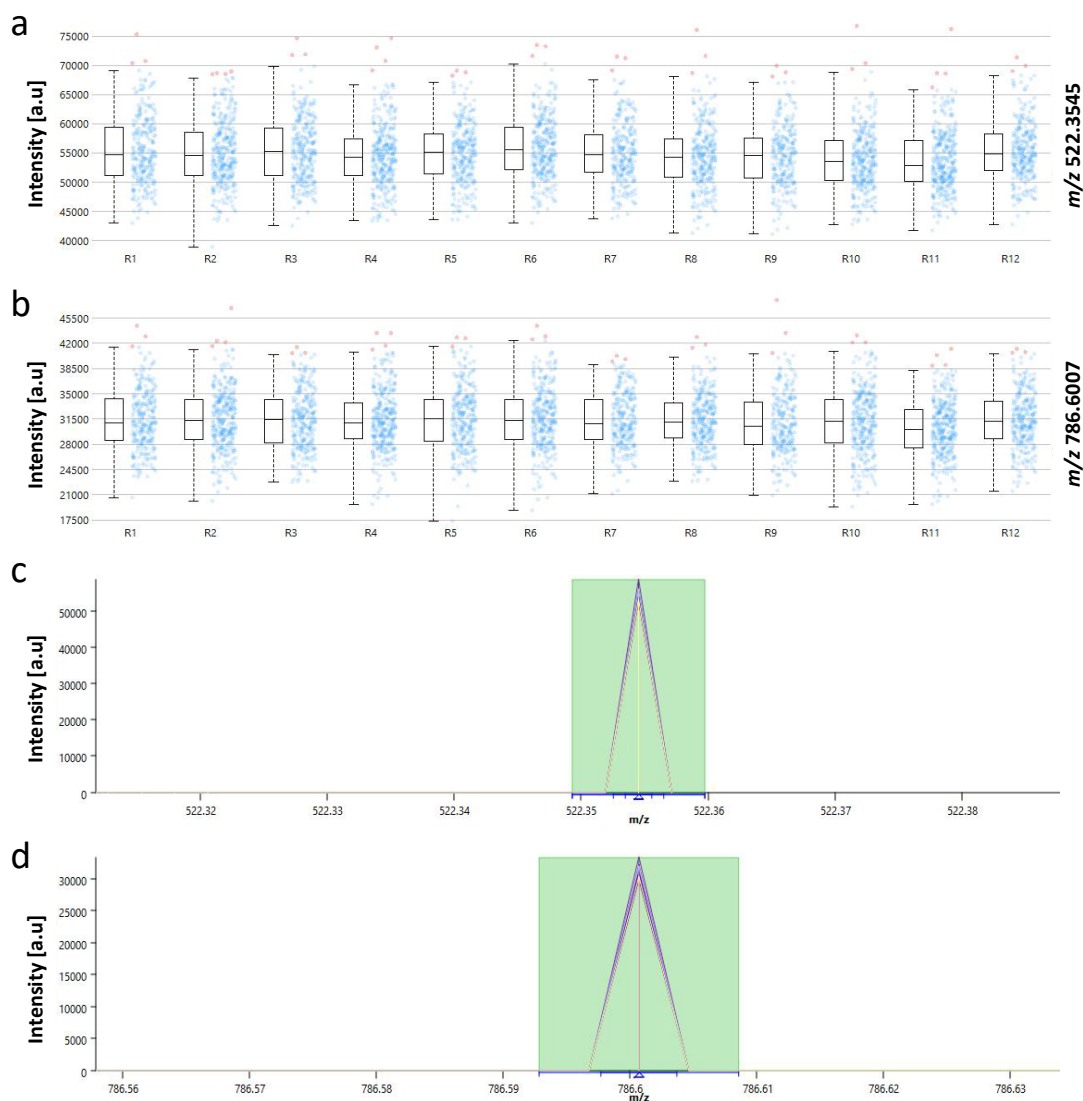 a
75000
70000
65000
60000
55000
50000
45000
40000
Intensity [a.u]
R1 R2 R3 R4 R5 R6 R7 R8 R9 R10 R11 R12
m/z 522.3545
b
45500
42000
38500
35000
31500
28000
24500
21000
17500
Intensity [a.u]
R1 R2 R3 R4 R5 R6 R7 R8 R9 R10 R11 R12
m/z 786.6007
c
50000
40000
30000
20000
10000
0
Intensity [a.u]
522.32 522.33 522.34 522.35 522.36 522.37 522.38
m/z
d
30000
25000
20000
15000
10000
5000
0
Intensity [a.u]
786.56 786.57 786.58 786.59 786.6 786.61 786.62 786.63
m/z